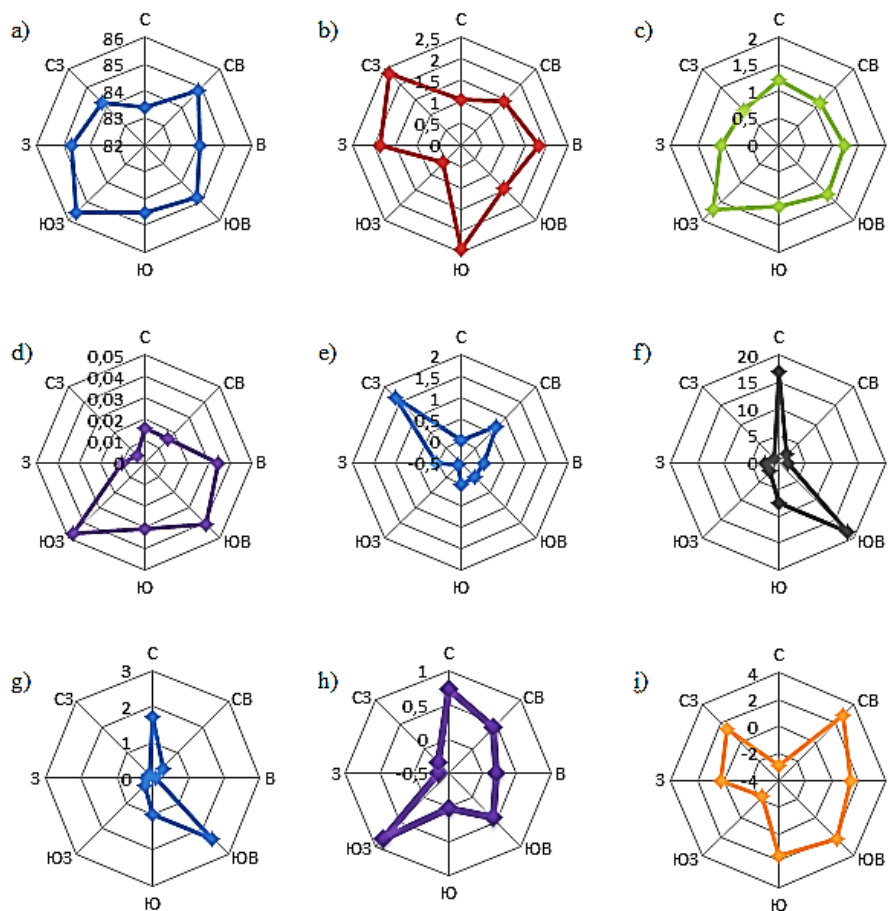 a)
С
86
СЗ
85
СВ
84
83
З
82
В
ЮЗ
ЮВ
Ю
b)
С
2,5
СЗ
2
СВ
1,5
1
0,5
З
0
В
ЮЗ
ЮВ
Ю
c)
С
2
СЗ
1,5
СВ
1
0,5
З
0
В
ЮЗ
ЮВ
Ю
d)
С
0,05
СЗ
0,04
СВ
0,03
0,02
0,01
З
0
В
ЮЗ
ЮВ
Ю
e)
С
2
СЗ
1,5
СВ
1
0,5
З
-0,5
В
ЮЗ
ЮВ
Ю
f)
С
20
СЗ
15
СВ
10
5
З
0
В
ЮЗ
ЮВ
Ю
g)
С
3
СЗ
2
СВ
1
З
0
В
ЮЗ
ЮВ
Ю
h)
С
1
СЗ
0,5
СВ
0
З
-0,5
В
ЮЗ
ЮВ
Ю
i)
С
4
СЗ
2
СВ
0
-2
З
-4
В
ЮЗ
ЮВ
Ю